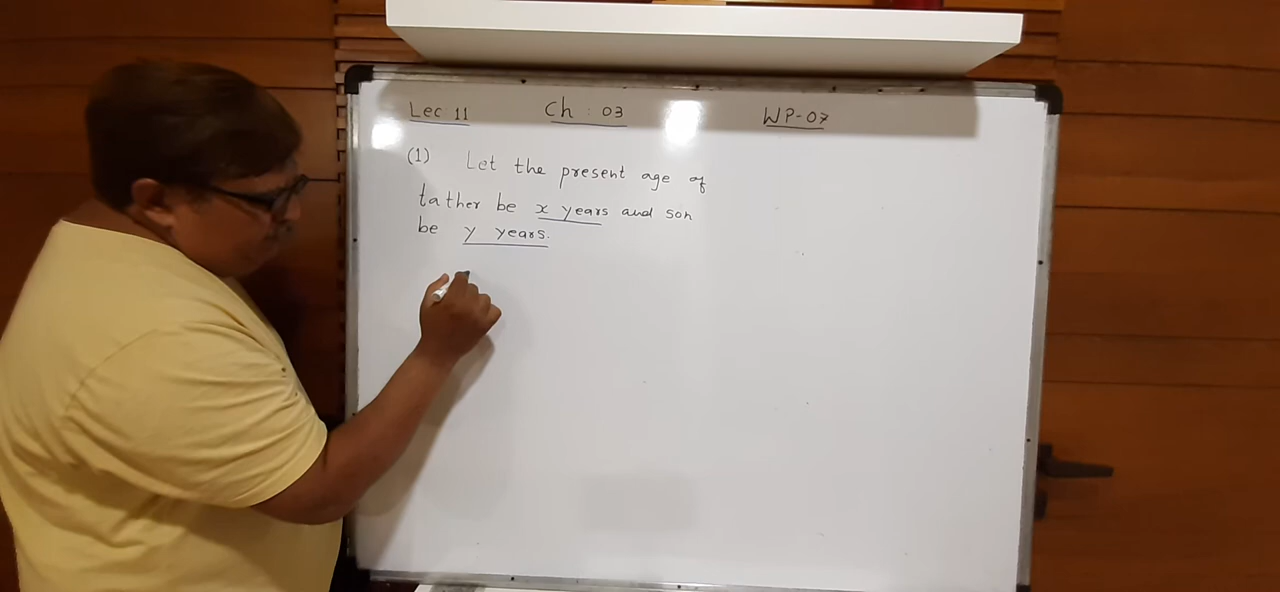 Lec: 11 Ch : 03 WP-07
(1) Let the present age of
father be x years and son
be y years.